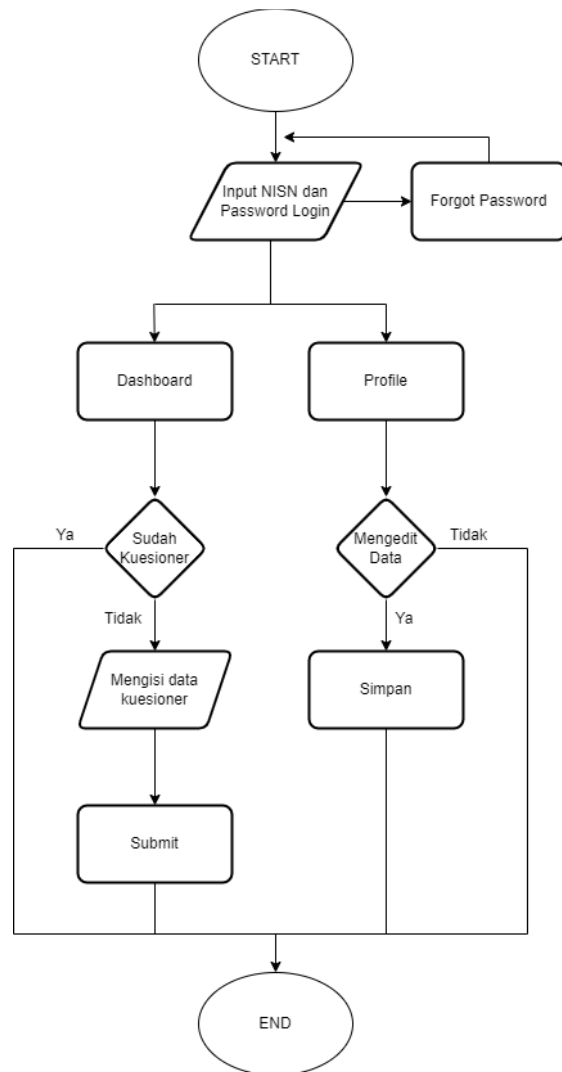 START
Input NISN dan
Password Login
Forgot Password
Dashboard
Profile
Ya
Sudah
Kuesioner
Mengedit
Data
Tidak
Tidak
Ya
Mengisi data
kuesioner
Simpan
Submit
END